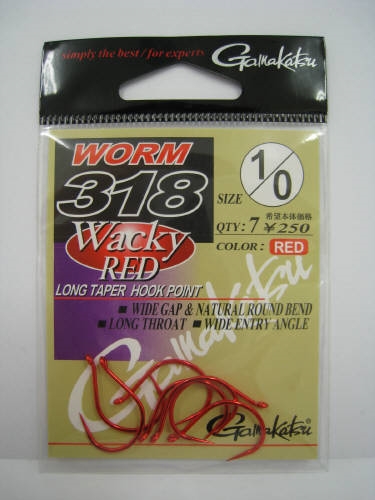 simply the best / for experts
Gamakatsu
WORM
318
Wacky
RED
LONG TAPER HOOK POINT
SIZE 1/0
希望本体価格
QTY: 7 ¥250
COLOR: RED
■ WIDE GAP & NATURAL ROUND BEND
■ LONG THROAT ■ WIDE ENTRY ANGLE
Gamakatsu
Gamakatsu